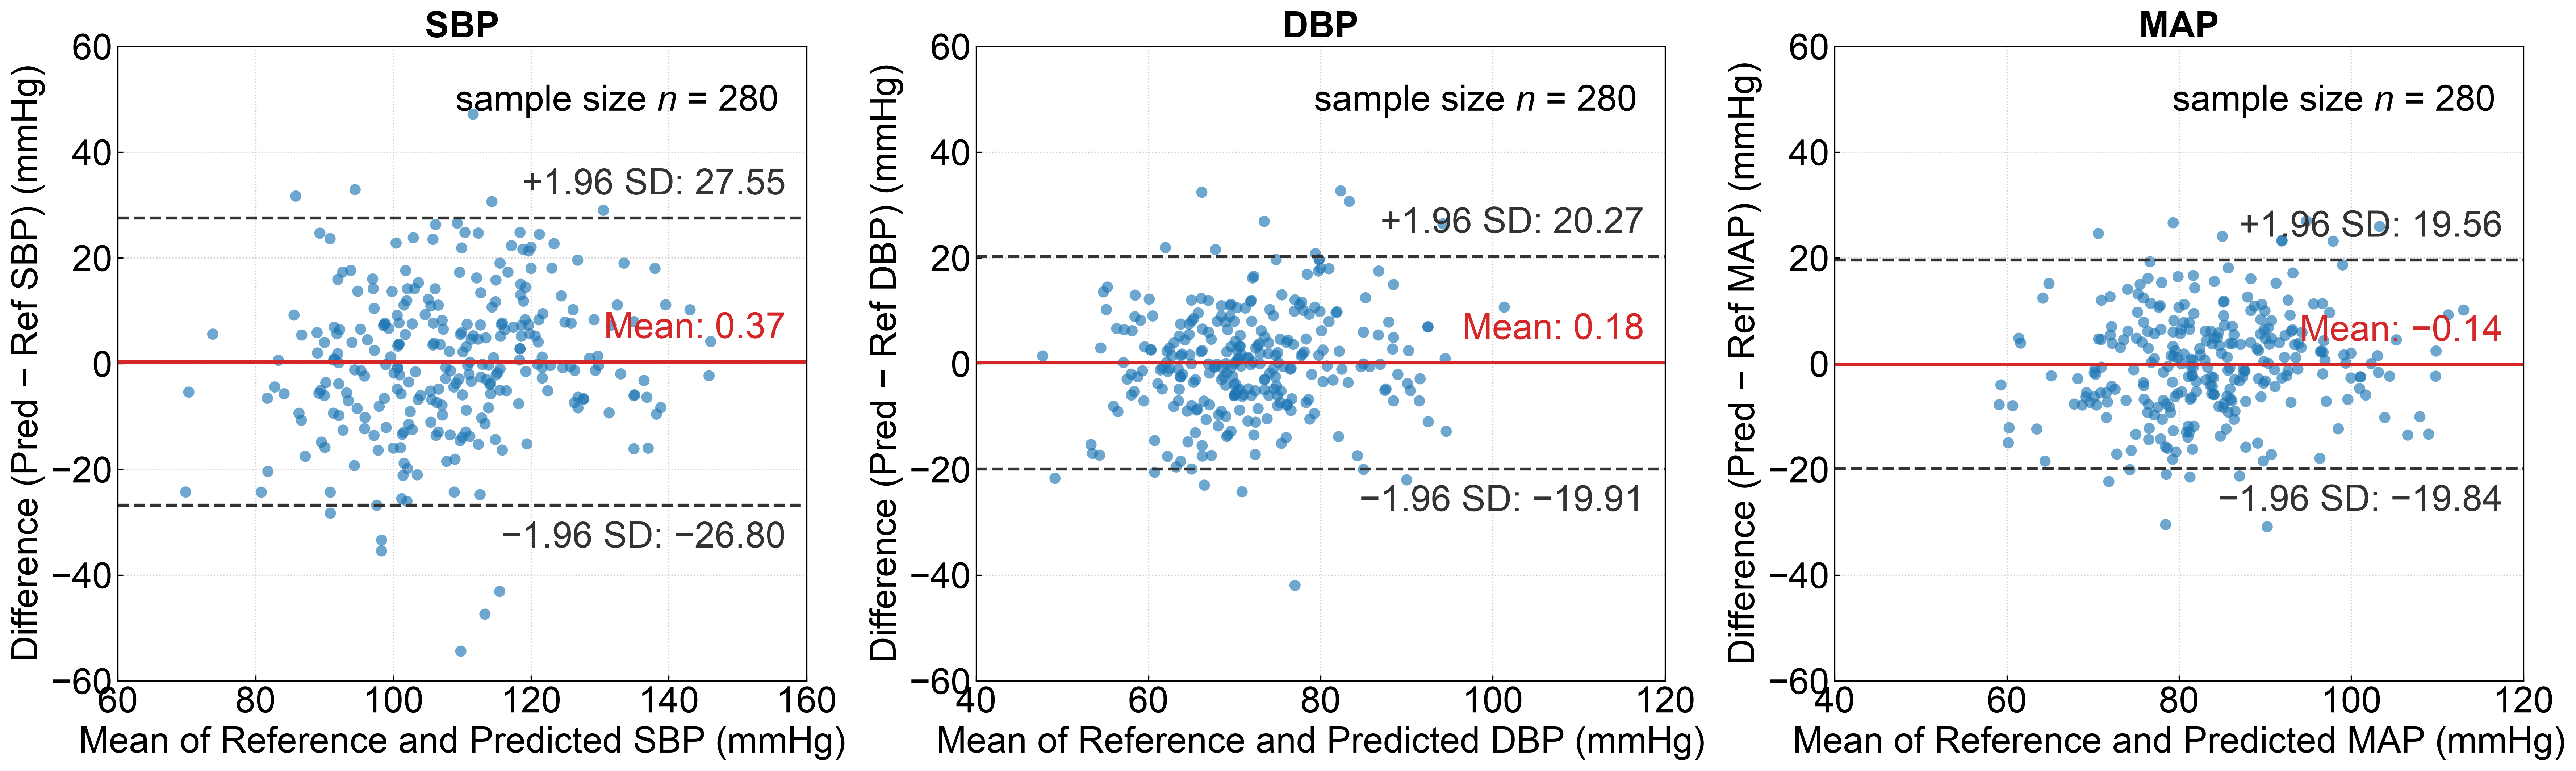 SBP
60
40
20
0
−20
−40
−60
Difference (Pred − Ref SBP) (mmHg)
sample size n = 280
+1.96 SD: 27.55
Mean: 0.37
−1.96 SD: −26.80
60 80 100 120 140 160
Mean of Reference and Predicted SBP (mmHg)
DBP
60
40
20
0
−20
−40
−60
Difference (Pred − Ref DBP) (mmHg)
sample size n = 280
+1.96 SD: 20.27
Mean: 0.18
−1.96 SD: −19.91
40 60 80 100 120
Mean of Reference and Predicted DBP (mmHg)
MAP
60
40
20
0
−20
−40
−60
Difference (Pred − Ref MAP) (mmHg)
sample size n = 280
+1.96 SD: 19.56
Mean: −0.14
−1.96 SD: −19.84
40 60 80 100 120
Mean of Reference and Predicted MAP (mmHg)